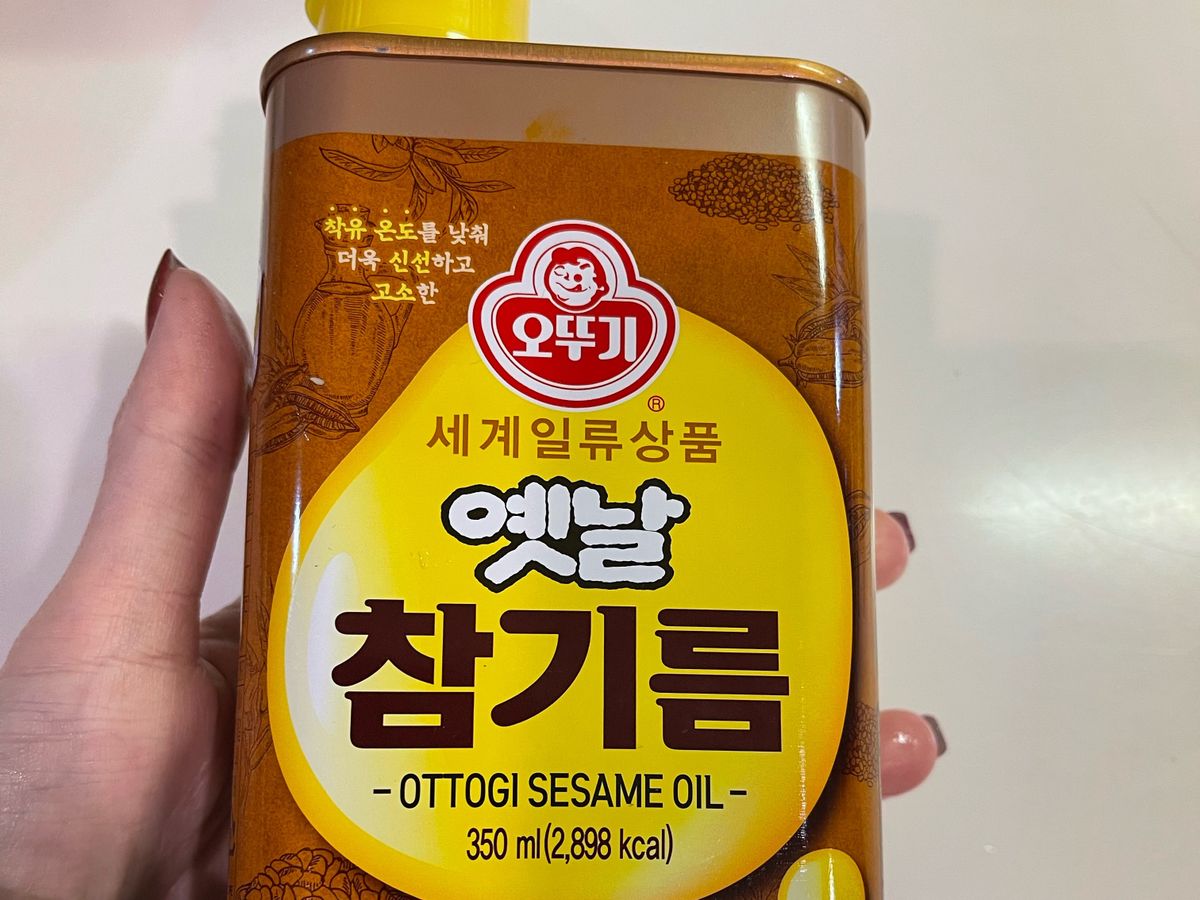 착유 온도를 낮춰
더욱 신선하고
고소한
오뚜기
®
세계일류상품
옛날
참기름
- OTTOGI SESAME OIL -
350 ml (2,898 kcal)